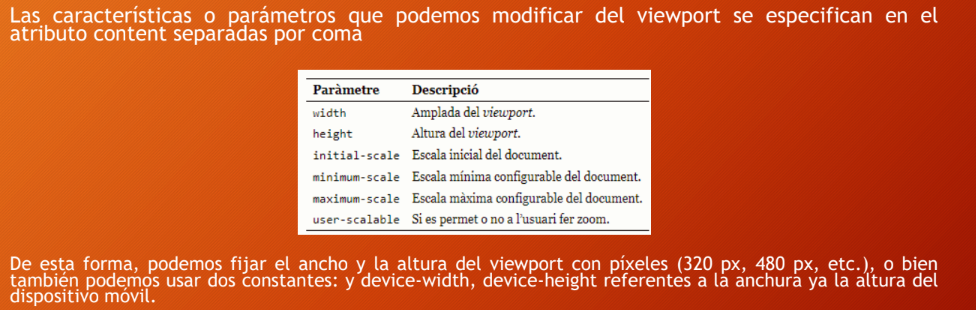 Las características o parámetros que podemos modificar del viewport se especifican en el
atributo content separadas por coma
Paràmetre Descripció
width Amplada del viewport.
height Altura del viewport.
initial-scale Escala inicial del document.
minimum-scale Escala mínima configurable del document.
maximum-scale Escala màxima configurable del document.
user-scalable Si es permet o no a l'usuari fer zoom.
De esta forma, podemos fijar el ancho y la altura del viewport con píxeles (320 px, 480 px, etc.), o bien
también podemos usar dos constantes: y device-width, device-height referentes a la anchura ya la altura del
dispositivo móvil.